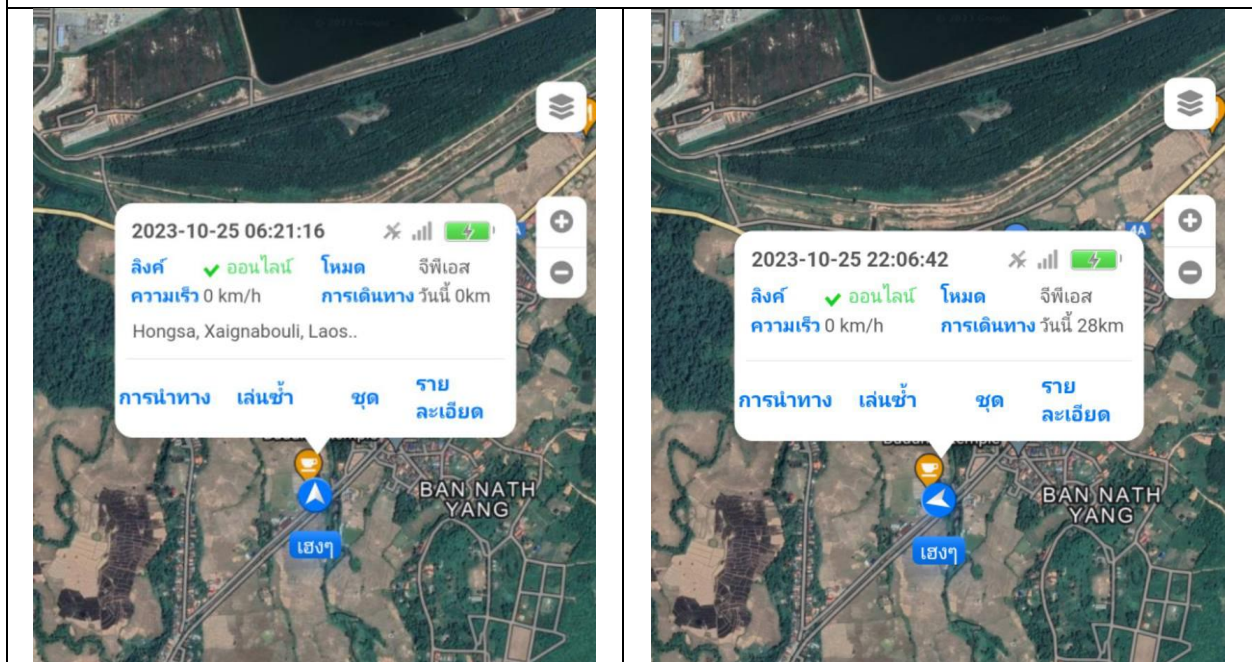 2023-10-25 06:21:16
ลิงค์ ออนไลน์ โหมด จีพีเอส
ความเร็ว 0 km/h การเดินทาง วันนี้ 0km
Hongsa, Xaignabouli, Laos..
การนำทาง เล่นซ้ำ ชุด ราย
ละเอียด
BAN NATH
YANG
เฮงๆ
4A
2023-10-25 22:06:42
ลิงค์ ออนไลน์ โหมด จีพีเอส
ความเร็ว 0 km/h การเดินทาง วันนี้ 28km
การนำทาง เล่นซ้ำ ชุด ราย
ละเอียด
BAN NATH
YANG
เฮงๆ